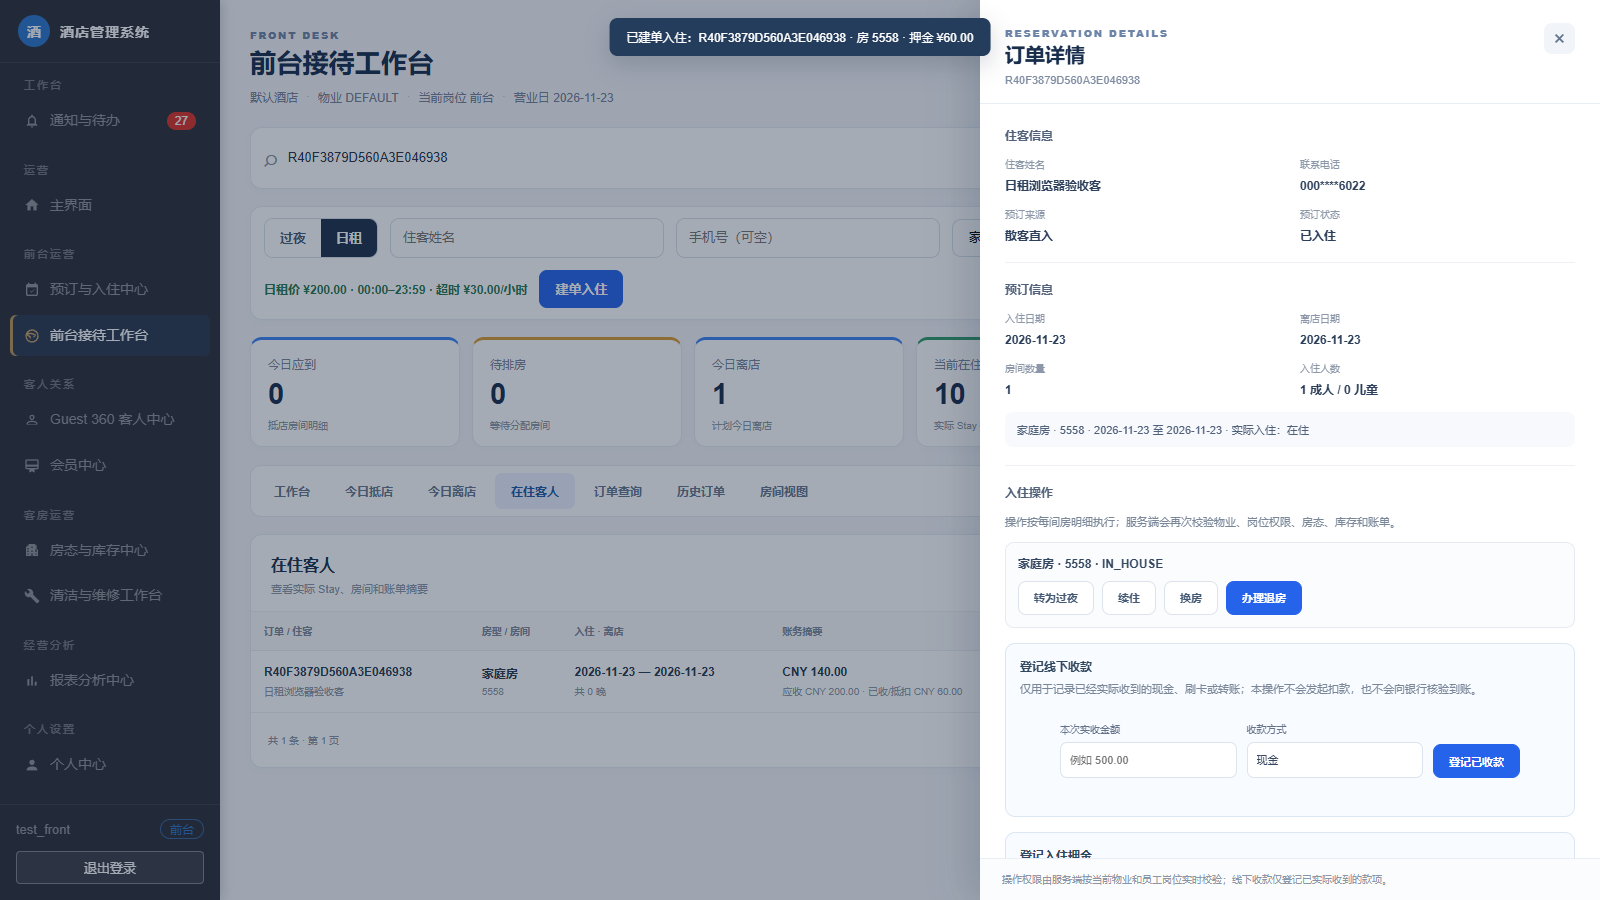 酒 酒店管理系统
工作台
通知与待办 27
运营
主界面
前台运营
预订与入住中心
前台接待工作台
客人关系
Guest 360 客人中心
会员中心
客房运营
房态与库存中心
清洁与维修工作台
经营分析
报表分析中心
个人设置
个人中心
test_front 前台
退出登录
FRONT DESK
前台接待工作台
默认酒店 · 物业 DEFAULT · 当前岗位 前台 · 营业日 2026-11-23
已建单入住：R40F3879D560A3E046938 · 房 5558 · 押金 ¥60.00
R40F3879D560A3E046938
过夜 日租 住客姓名 手机号（可空） 家
日租价 ¥200.00 · 00:00–23:59 · 超时 ¥30.00/小时 建单入住
今日应到
0
抵店房间明细
待排房
0
等待分配房间
今日离店
1
计划今日离店
当前在住
10
实际 Stay
工作台 今日抵店 今日离店 在住客人 订单查询 历史订单 房间视图
在住客人
查看实际 Stay、房间和账单摘要
订单 / 住客 房型 / 房间 入住 · 离店 账务摘要
R40F3879D560A3E046938 家庭房 2026-11-23 — 2026-11-23 CNY 140.00
日租浏览器验收客 5558 共 0 晚 应收 CNY 200.00 · 已收/抵扣 CNY 60.00
共 1 条 · 第 1 页
RESERVATION DETAILS
订单详情
R40F3879D560A3E046938
×
住客信息
住客姓名 联系电话
日租浏览器验收客 000****6022
预订来源 预订状态
散客直入 已入住
预订信息
入住日期 离店日期
2026-11-23 2026-11-23
房间数量 入住人数
1 1 成人 / 0 儿童
家庭房 · 5558 · 2026-11-23 至 2026-11-23 · 实际入住：在住
入住操作
操作按每间房明细执行；服务端会再次校验物业、岗位权限、房态、库存和账单。
家庭房 · 5558 · IN_HOUSE
转为过夜 续住 换房 办理退房
登记线下收款
仅用于记录已经实际收到的现金、刷卡或转账；本操作不会发起扣款，也不会向银行核验到账。
本次实收金额 收款方式
例如 500.00 现金 登记已收款
登记入住押金
操作权限由服务端按当前物业和员工岗位实时校验；线下收款仅登记已实际收到的款项。